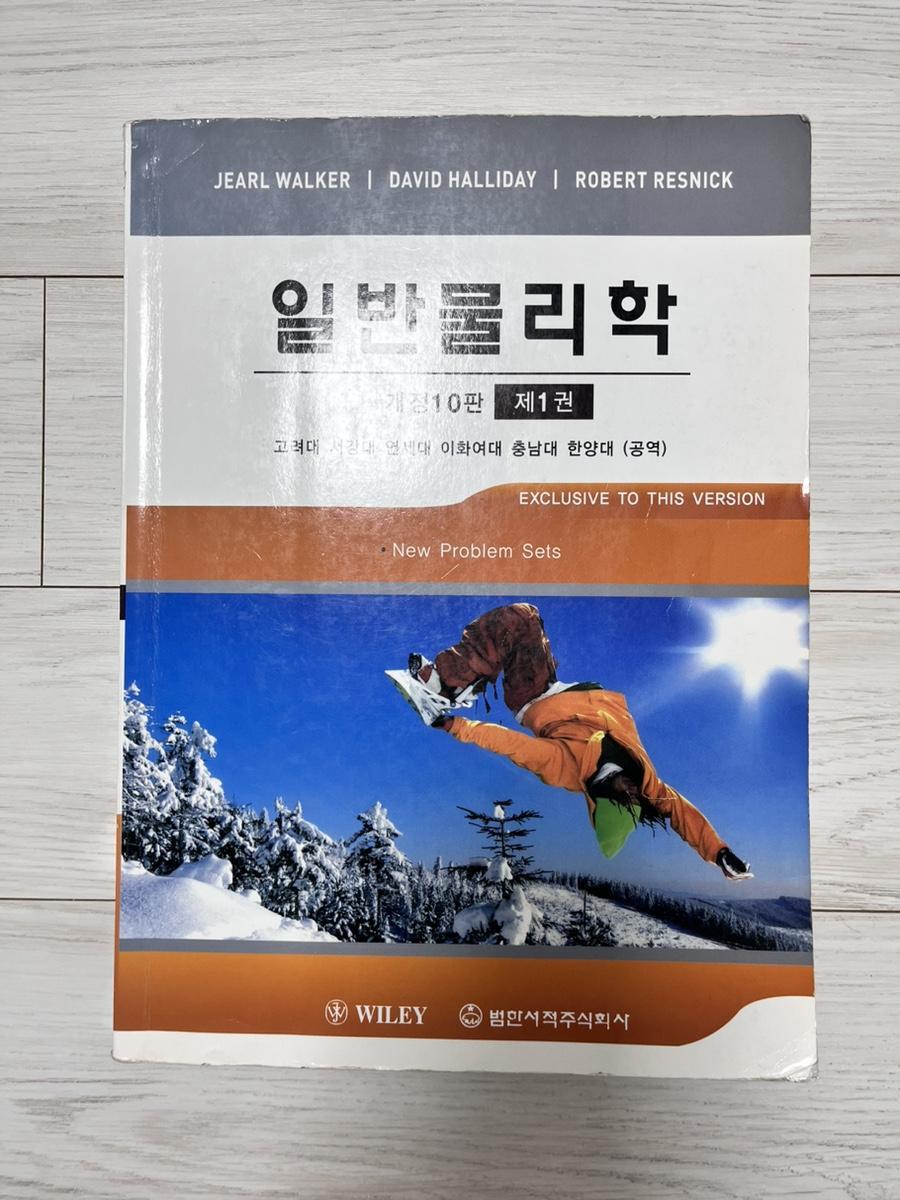 JEARL WALKER | DAVID HALLIDAY | ROBERT RESNICK
일반물리학
개정10판 제1권
고려대 서강대 연세대 이화여대 충남대 한양대 (공역)
EXCLUSIVE TO THIS VERSION
• New Problem Sets
WILEY 범한서적주식회사